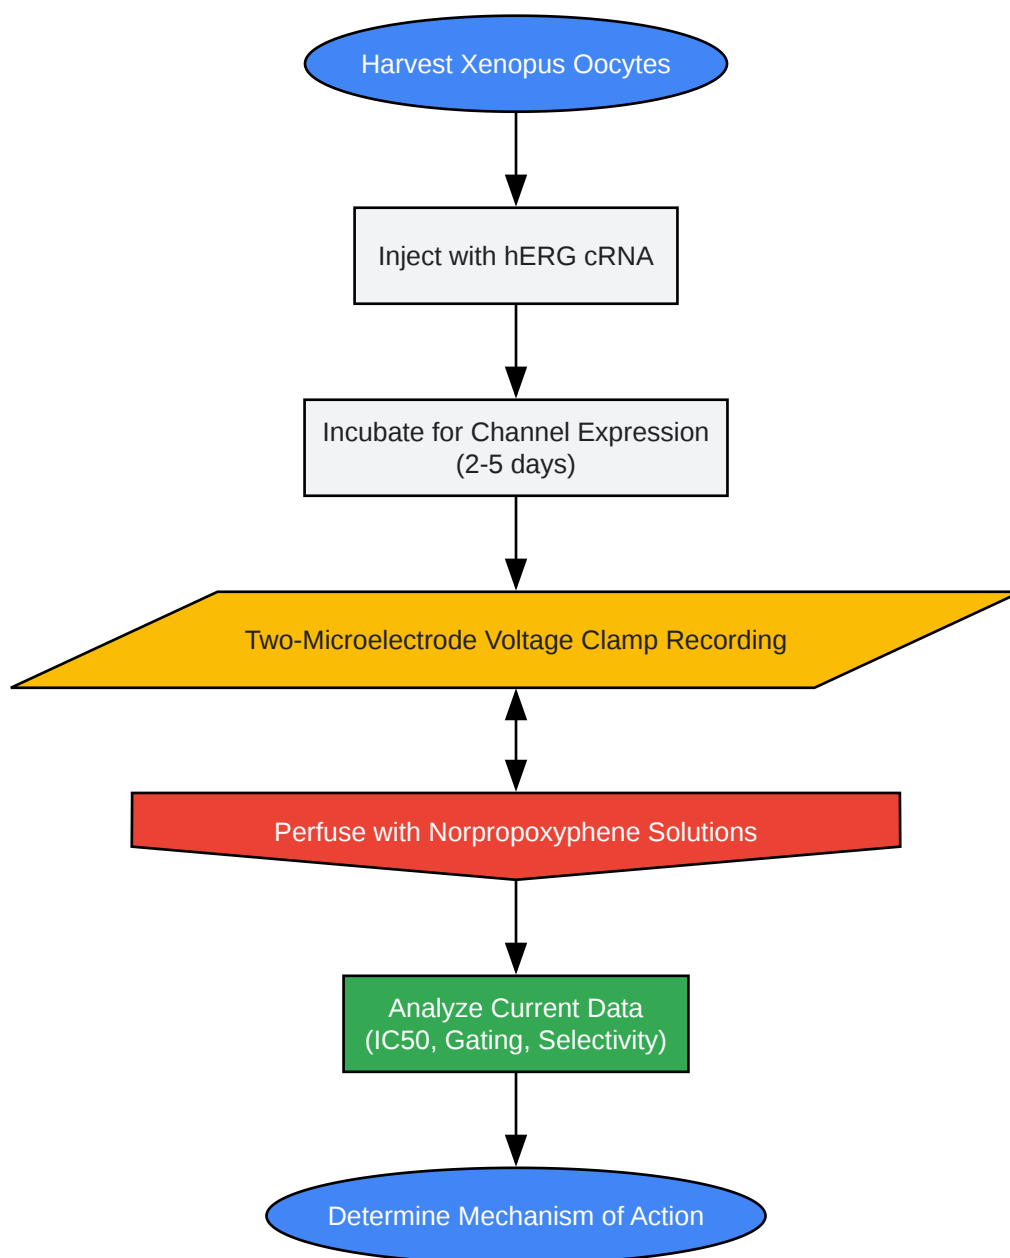 Harvest Xenopus Oocytes
Inject with hERG cRNA
Incubate for Channel Expression
(2-5 days)
Two-Microelectrode Voltage Clamp Recording
Perfuse with Norpropoxyphene Solutions
Analyze Current Data
(IC50, Gating, Selectivity)
Determine Mechanism of Action